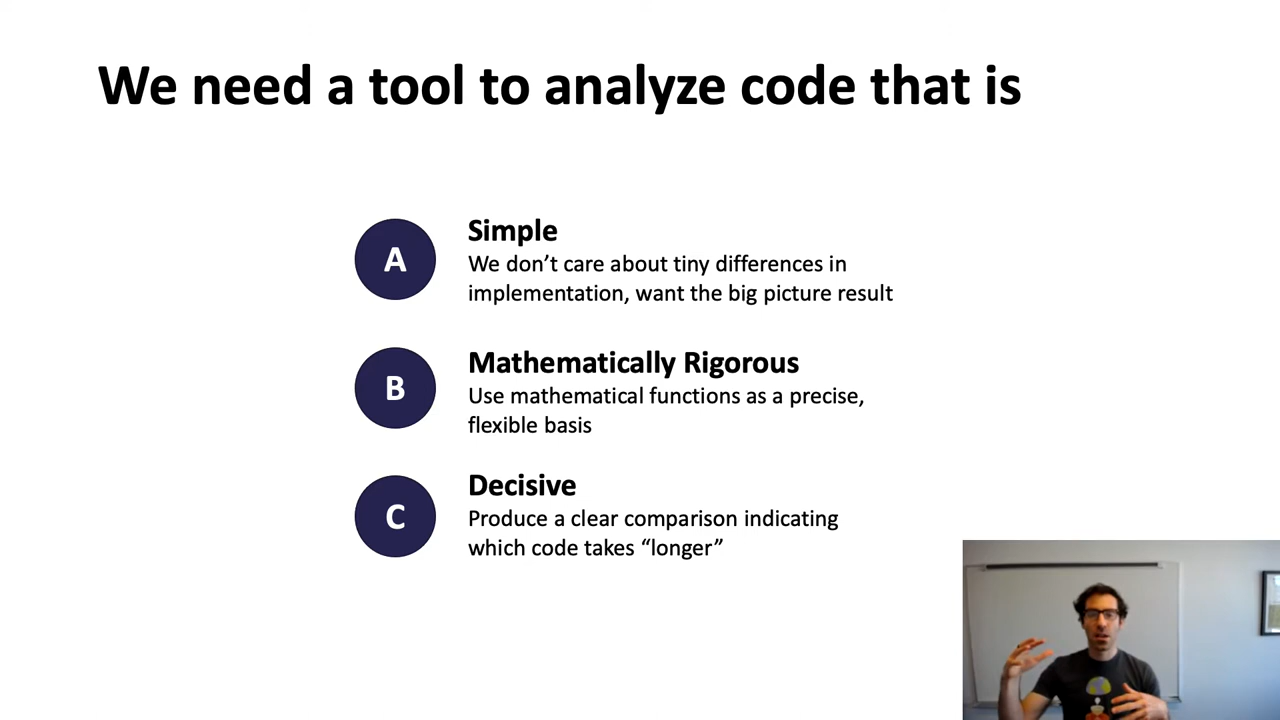 We need a tool to analyze code that is
A
Simple
We don’t care about tiny differences in
implementation, want the big picture result
B
Mathematically Rigorous
Use mathematical functions as a precise,
flexible basis
C
Decisive
Produce a clear comparison indicating
which code takes “longer”